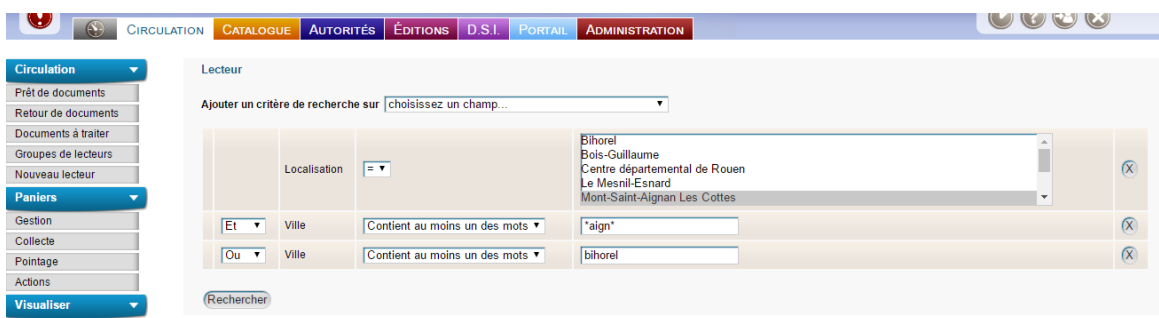 CIRCULATION CATALOGUE AUTORITÉS ÉDITIONS D.S.I. PORTAIL ADMINISTRATION
Circulation
Prêt de documents
Retour de documents
Documents à traiter
Groupes de lecteurs
Nouveau lecteur
Paniers
Gestion
Collecte
Pointage
Actions
Visualiser
Lecteur
Ajouter un critère de recherche sur choisissez un champ...
Localisation =
Bihorel
Bois-Guillaume
Centre départemental de Rouen
Le Mesnil-Esnard
Mont-Saint-Aignan Les Cottes
X
Et Ville Contient au moins un des mots *aign* X
Ou Ville Contient au moins un des mots bihorel X
Rechercher